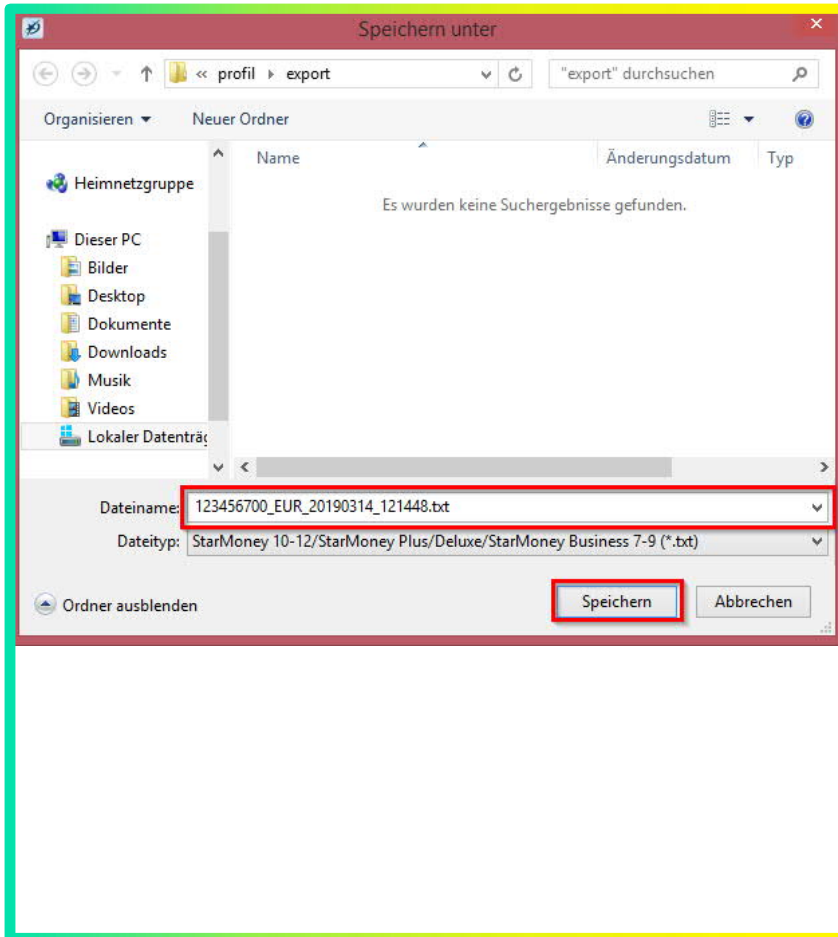 Speichern unter
« profil export
"export" durchsuchen
Organisieren
Neuer Ordner
Name
Änderungsdatum
Typ
Es wurden keine Suchergebnisse gefunden.
Heimnetzgruppe
Dieser PC
Bilder
Desktop
Dokumente
Downloads
Musik
Videos
Lokaler Datenträg
Dateiname: 123456700_EUR_20190314_121448.txt
Dateityp: StarMoney 10-12/StarMoney Plus/Deluxe/StarMoney Business 7-9 (*.txt)
Ordner ausblenden
Speichern
Abbrechen